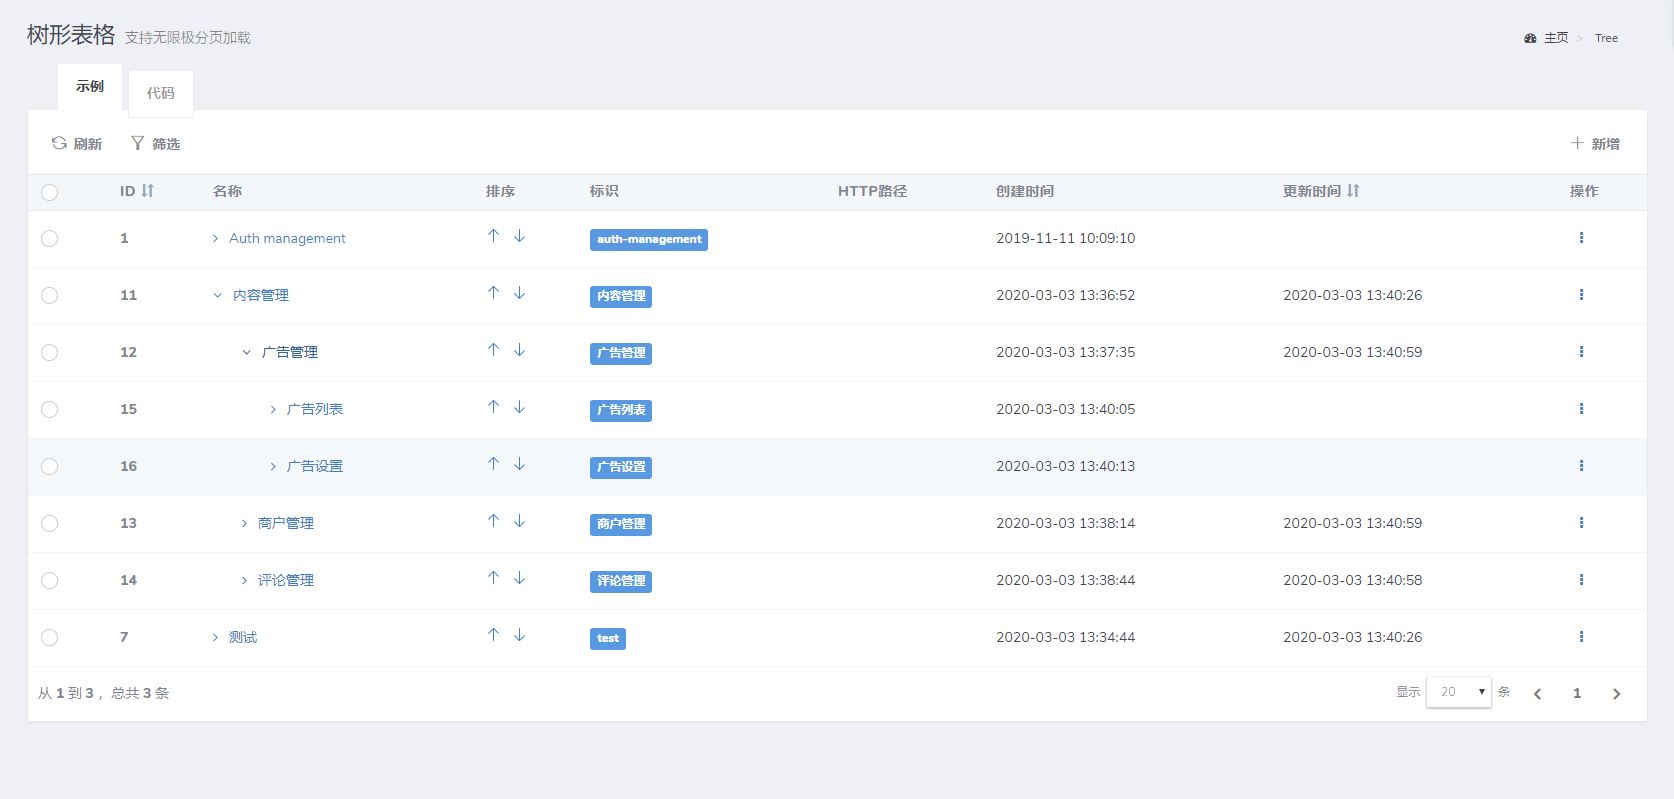 树形表格 支持无限极分页加载
主页 > Tree
示例 代码
刷新 筛选 新增
ID 名称 排序 标识 HTTP路径 创建时间 更新时间 操作
1 Auth management auth-management 2019-11-11 10:09:10
11 内容管理 内容管理 2020-03-03 13:36:52 2020-03-03 13:40:26
12 广告管理 广告管理 2020-03-03 13:37:35 2020-03-03 13:40:59
15 广告列表 广告列表 2020-03-03 13:40:05
16 广告设置 广告设置 2020-03-03 13:40:13
13 商户管理 商户管理 2020-03-03 13:38:14 2020-03-03 13:40:59
14 评论管理 评论管理 2020-03-03 13:38:44 2020-03-03 13:40:58
7 测试 test 2020-03-03 13:34:44 2020-03-03 13:40:26
从 1 到 3 ，总共 3 条 显示 20 条 1